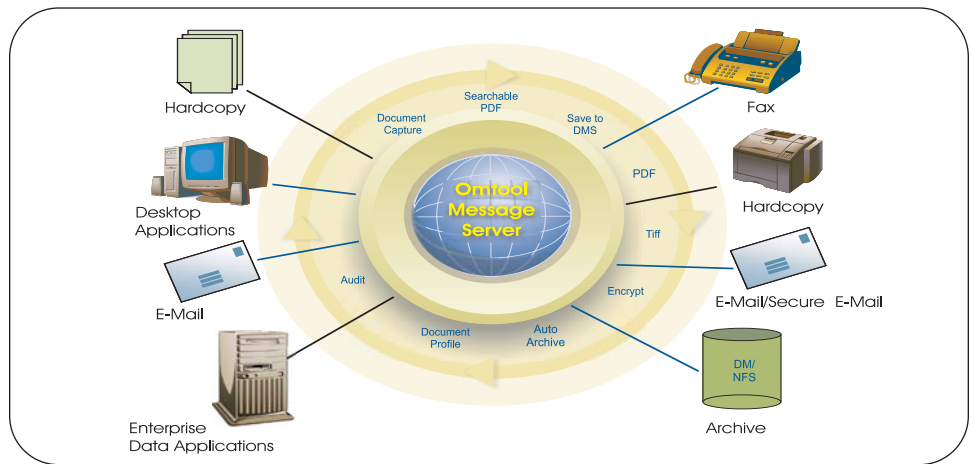 Hardcopy
Desktop
Applications
E-Mail
Enterprise
Data Applications
Document
Capture
Searchable
PDF
Save to
DMS
PDF
Tiff
Encrypt
Auto
Archive
Document
Profile
Audit
Omtool
Message
Server
Fax
Hardcopy
E-Mail/Secure E-Mail
DM/
NFS
Archive